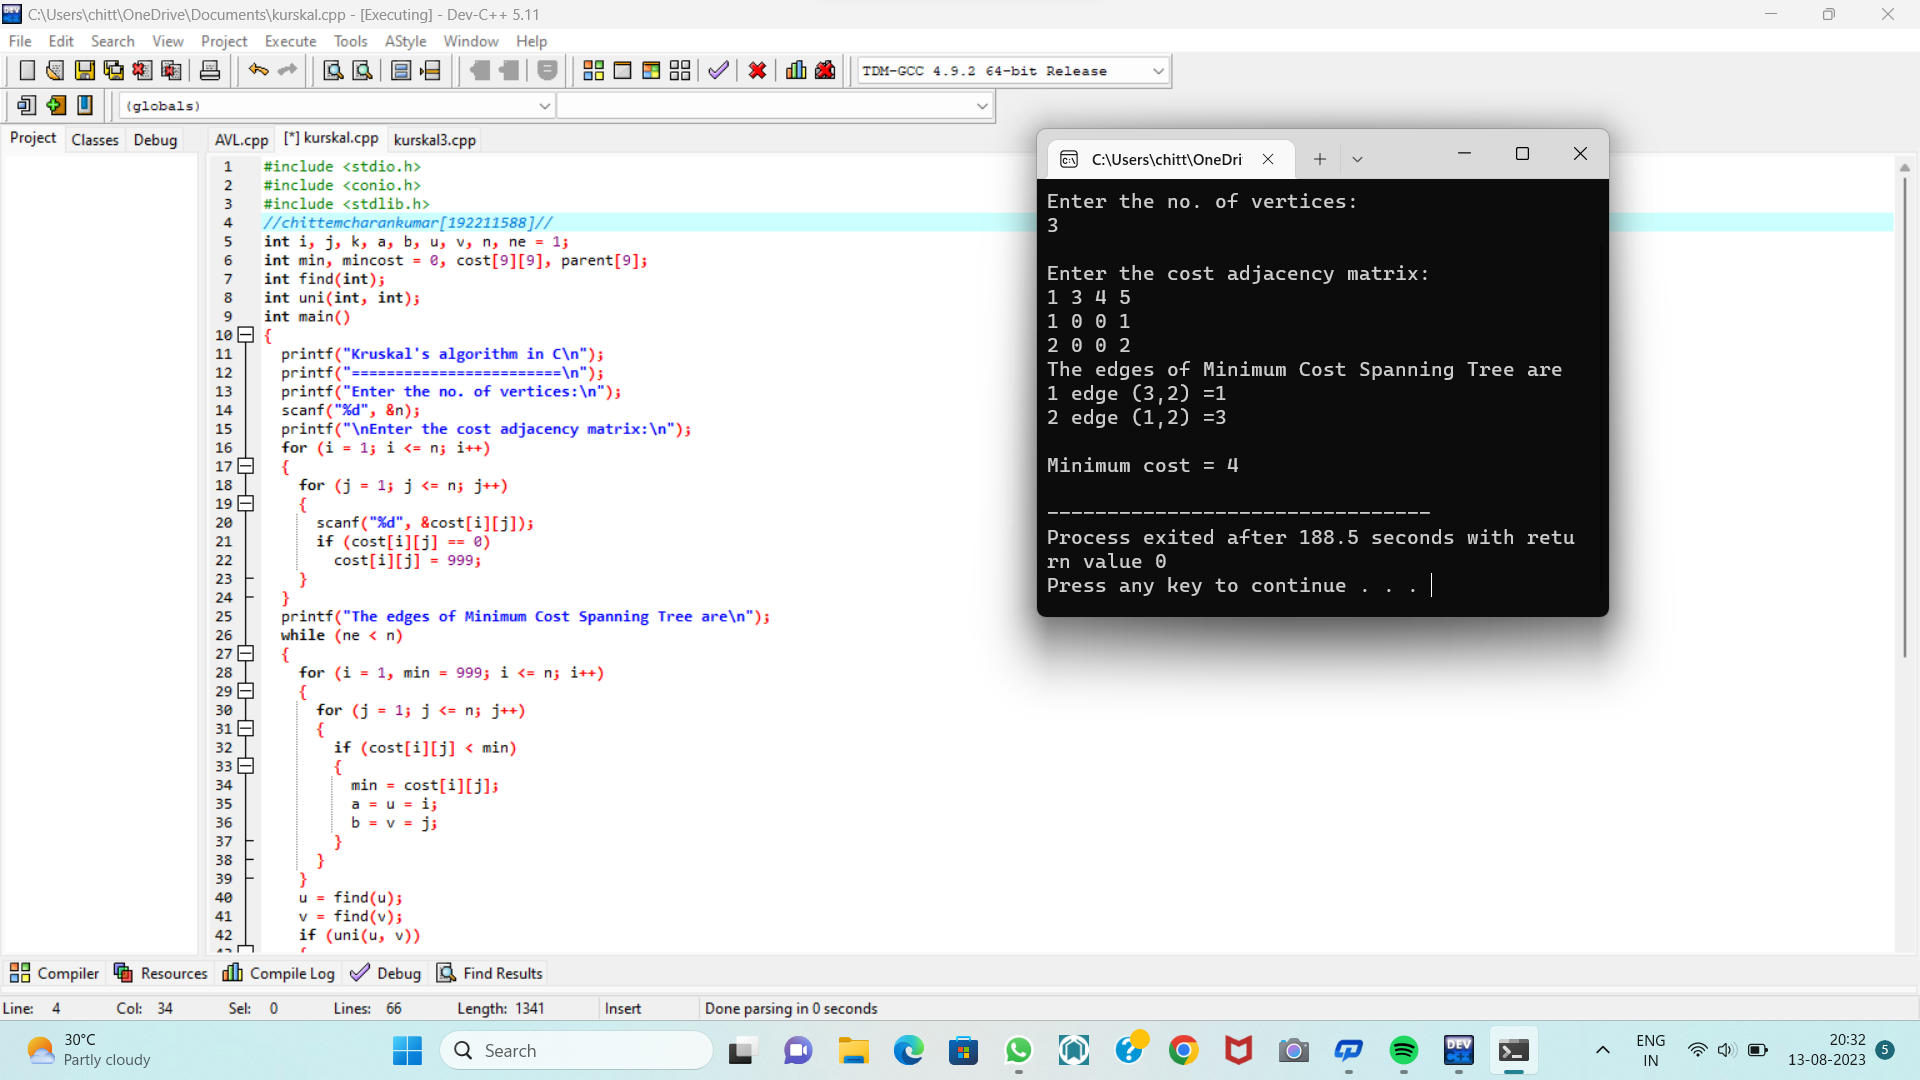 C:\Users\chitt\OneDrive\Documents\kurskal.cpp - [Executing] - Dev-C++ 5.11
File Edit Search View Project Execute Tools AStyle Window Help
TDM-GCC 4.9.2 64-bit Release
(globals)
Project Classes Debug
AVL.cpp [*] kurskal.cpp kurskal3.cpp
1 #include <stdio.h>
2 #include <conio.h>
3 #include <stdlib.h>
4 //chittemcharankumar[192211588]//
5 int i, j, k, a, b, u, v, n, ne = 1;
6 int min, mincost = 0, cost[9][9], parent[9];
7 int find(int);
8 int uni(int, int);
9 int main()
10 {
11 printf("Kruskal's algorithm in C\n");
12 printf("========================\n");
13 printf("Enter the no. of vertices:\n");
14 scanf("%d", &n);
15 printf("\nEnter the cost adjacency matrix:\n");
16 for (i = 1; i <= n; i++)
17 {
18 for (j = 1; j <= n; j++)
19 {
20 scanf("%d", &cost[i][j]);
21 if (cost[i][j] == 0)
22 cost[i][j] = 999;
23 }
24 }
25 printf("The edges of Minimum Cost Spanning Tree are\n");
26 while (ne < n)
27 {
28 for (i = 1, min = 999; i <= n; i++)
29 {
30 for (j = 1; j <= n; j++)
31 {
32 if (cost[i][j] < min)
33 {
34 min = cost[i][j];
35 a = u = i;
36 b = v = j;
37 }
38 }
39 }
40 u = find(u);
41 v = find(v);
42 if (uni(u, v))
C:\Users\chitt\OneDri
Enter the no. of vertices:
3
Enter the cost adjacency matrix:
1 3 4 5
1 0 0 1
2 0 0 2
The edges of Minimum Cost Spanning Tree are
1 edge (3,2) =1
2 edge (1,2) =3
Minimum cost = 4
--------------------------------
Process exited after 188.5 seconds with retu
rn value 0
Press any key to continue . . .
Compiler Resources Compile Log Debug Find Results
Line: 4 Col: 34 Sel: 0 Lines: 66 Length: 1341 Insert Done parsing in 0 seconds
30°C
Partly cloudy
Search
DEV
C++
ENG
IN
20:32
13-08-2023
5